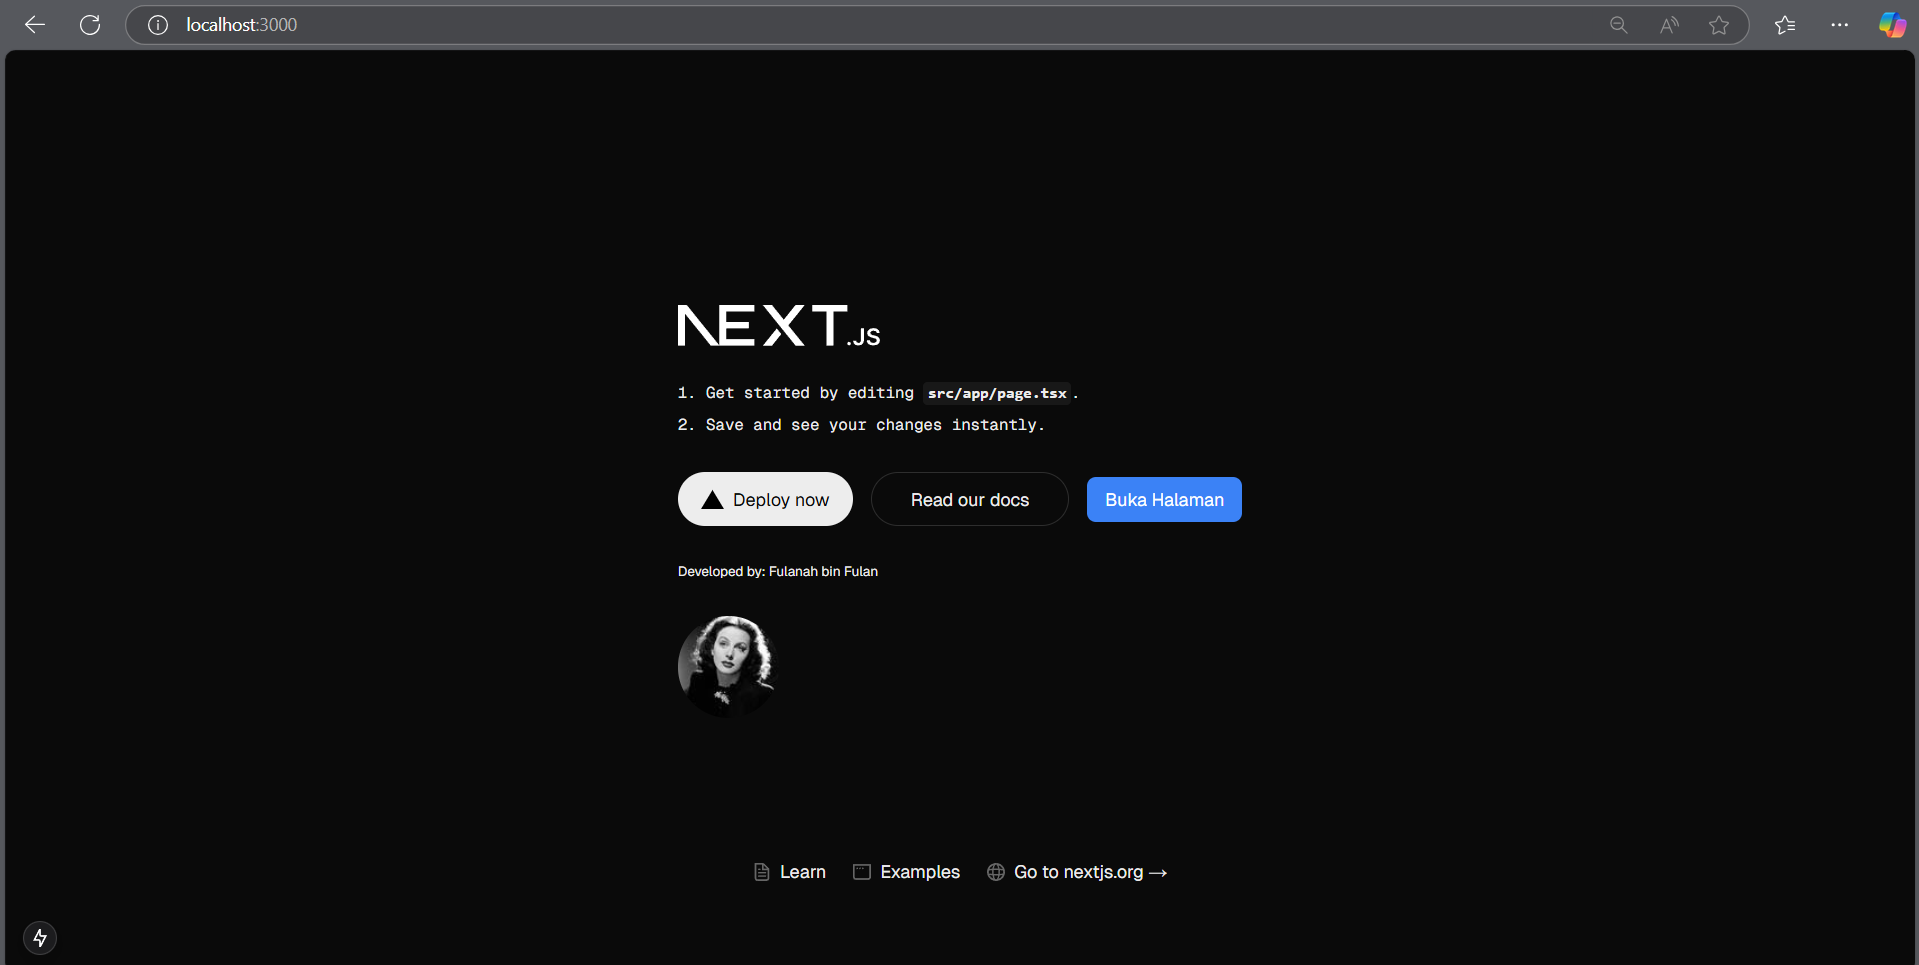 localhost:3000
NEXT.JS
1. Get started by editing src/app/page.tsx.
2. Save and see your changes instantly.
Deploy now Read our docs Buka Halaman
Developed by: Fulanah bin Fulan
Learn Examples Go to nextjs.org →